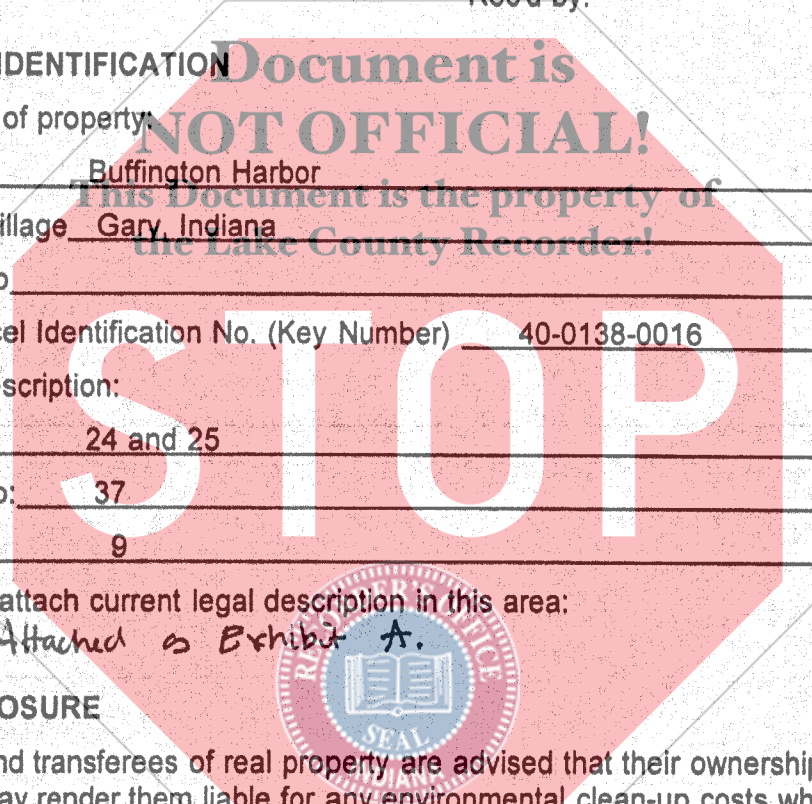 Rec'd by:
IDENTIFICATION
Document is
of property:
NOT OFFICIAL!
Buffington Harbor
This Document is the property of
illage Gary, Indiana
the Lake County Recorder!
el Identification No. (Key Number) 40-0138-0016
scription:
STOP
24 and 25
37
9
attach current legal description in this area:
Attached as Exhibit A.
RECORDER'S OFFICE
SEAL
INDIANA
OSURE
nd transferees of real property are advised that their ownership
ay render them liable for any environmental clean-up costs